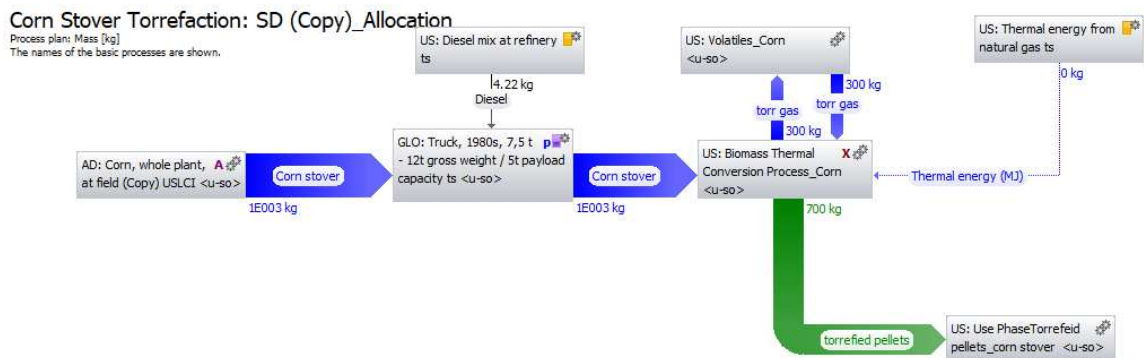 Corn Stover Torrefaction: SD (Copy)_Allocation
Process plan: Mass [kg]
The names of the basic processes are shown.
US: Diesel mix at refinery
ts
4.22 kg
Diesel
US: Volatiles_Corn
<u-so>
300 kg
torr gas
torr gas
300 kg
US: Thermal energy from
natural gas ts
0 kg
AD: Corn, whole plant, A
at field (Copy) USLCI <u-so>
Corn stover
1E003 kg
GLO: Truck, 1980s, 7,5 t p
- 12t gross weight / 5t payload
capacity ts <u-so>
Corn stover
1E003 kg
US: Biomass Thermal X
Conversion Process_Corn
<u-so>
Thermal energy (MJ)
700 kg
torrefied pellets
US: Use PhaseTorrefeid
pellets_corn stover <u-so>